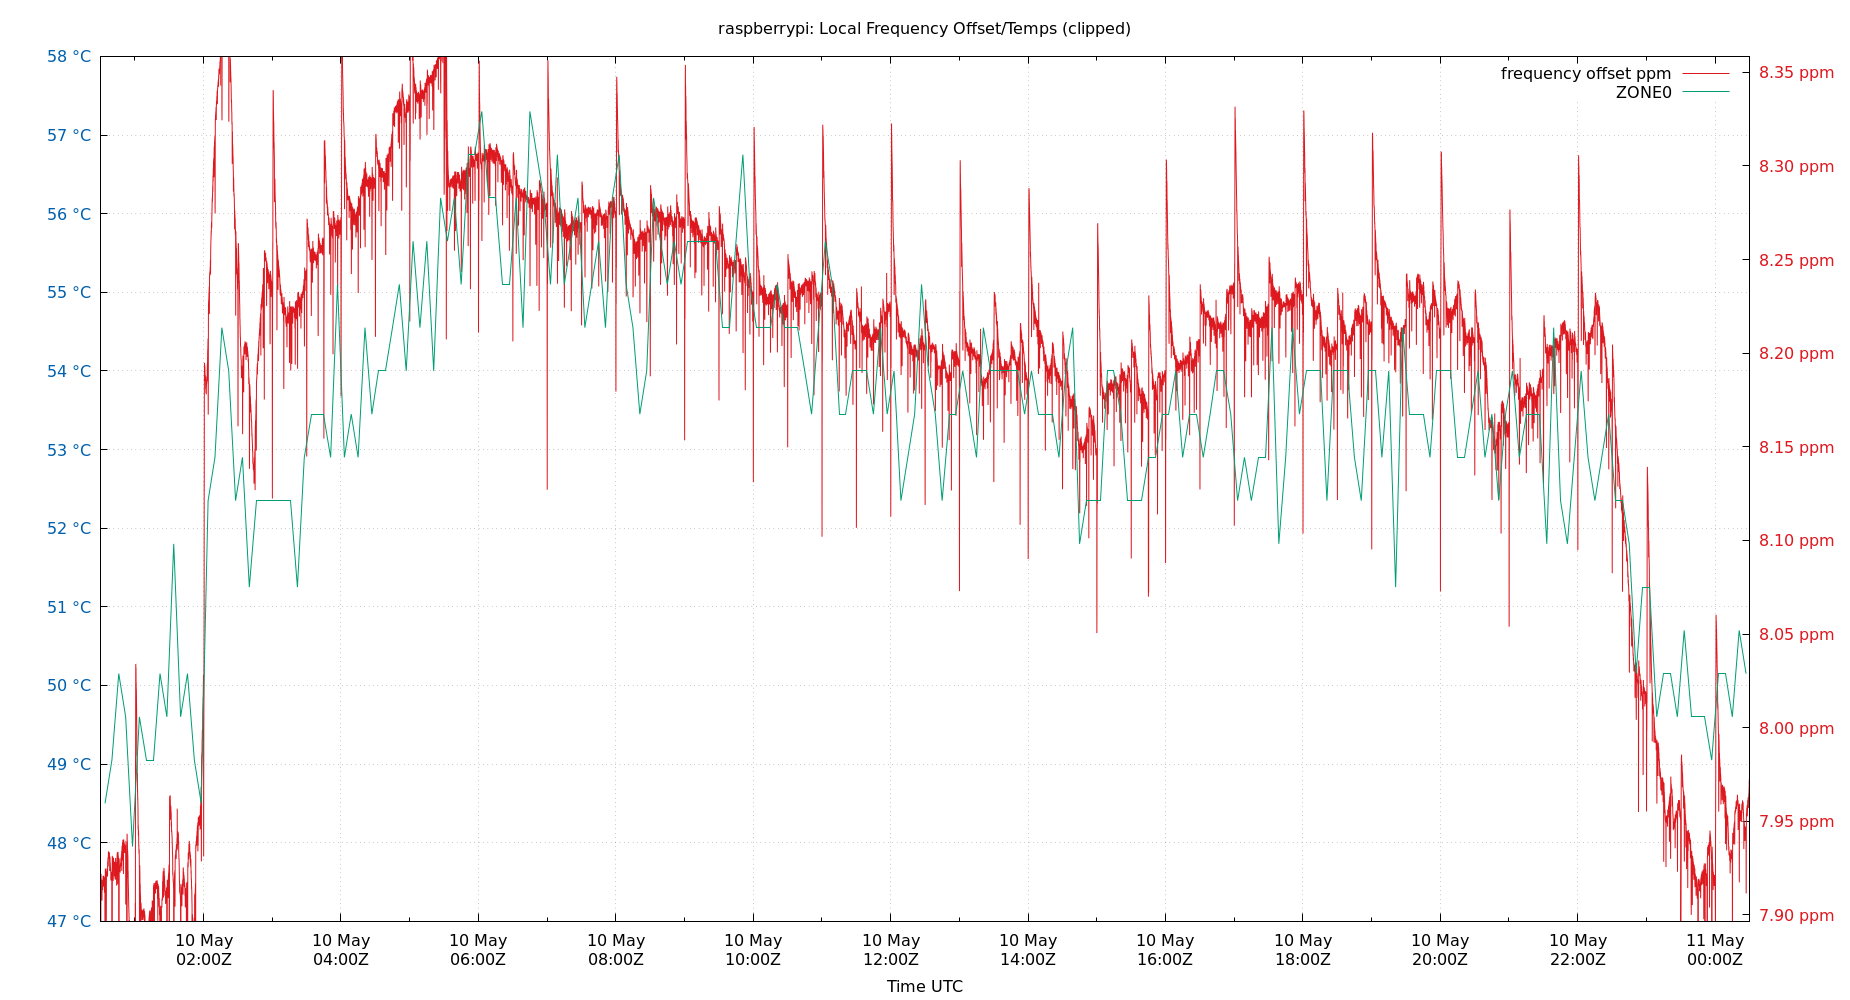 raspberrypi: Local Frequency Offset/Temps (clipped)
frequency offset ppm
ZONE0
58 °C
57 °C
56 °C
55 °C
54 °C
53 °C
52 °C
51 °C
50 °C
49 °C
48 °C
47 °C
8.35 ppm
8.30 ppm
8.25 ppm
8.20 ppm
8.15 ppm
8.10 ppm
8.05 ppm
8.00 ppm
7.95 ppm
7.90 ppm
10 May 10 May 10 May 10 May 10 May 10 May 10 May 10 May 10 May 10 May 10 May 11 May
02:00Z 04:00Z 06:00Z 08:00Z 10:00Z 12:00Z 14:00Z 16:00Z 18:00Z 20:00Z 22:00Z 00:00Z
Time UTC